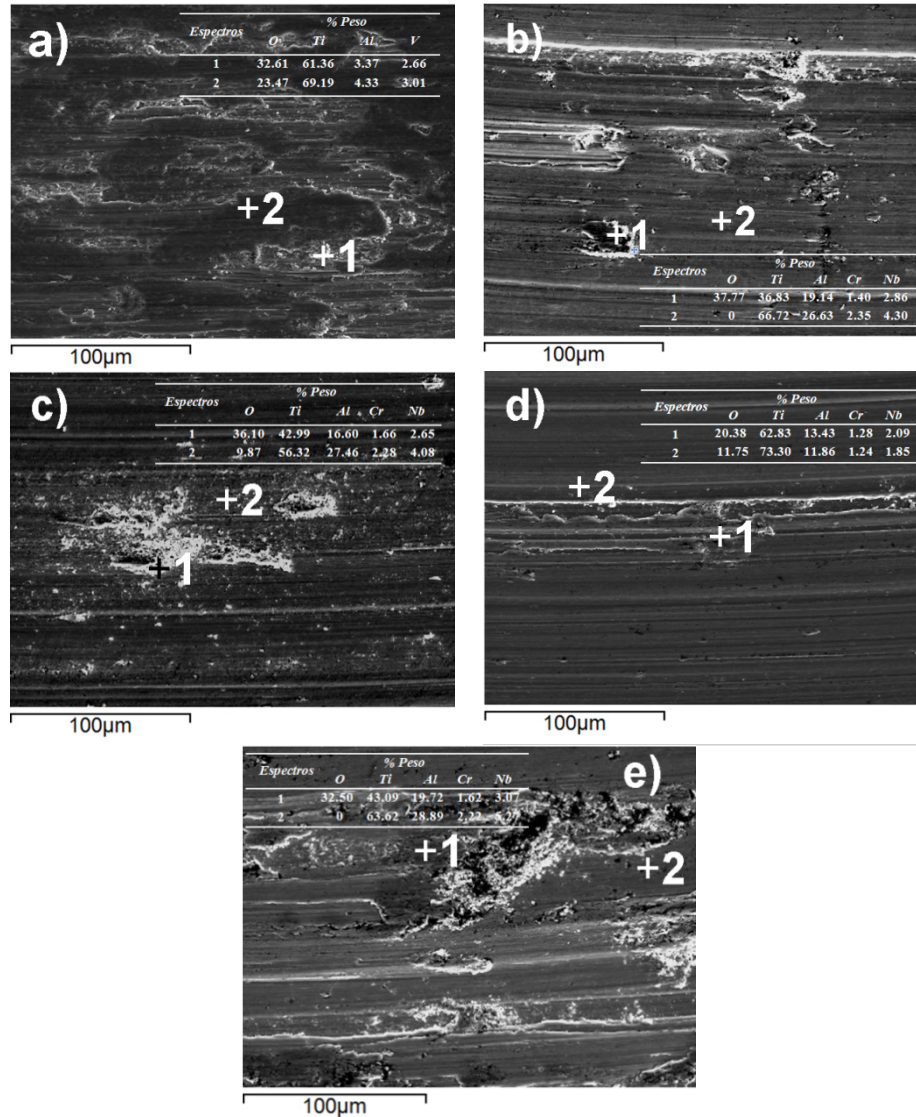 a)
% Peso
Espectros O Ti Al V
1 32.61 61.36 3.37 2.66
2 23.47 69.19 4.33 3.01
+2
+1
100µm
b)
+1 +2
% Peso
Espectros O Ti Al Cr Nb
1 37.77 36.83 19.14 1.40 2.86
2 0 66.72 26.63 2.35 4.30
100µm
c)
% Peso
Espectros O Ti Al Cr Nb
1 36.10 42.99 16.60 1.66 2.65
2 9.87 56.32 27.46 2.28 4.08
+2
+1
100µm
d)
% Peso
Espectros O Ti Al Cr Nb
1 20.38 62.83 13.43 1.28 2.09
2 11.75 73.30 11.86 1.24 1.85
+2
+1
100µm
e)
% Peso
Espectros O Ti Al Cr Nb
1 32.50 43.09 19.72 1.62 3.07
2 0 63.62 28.89 2.22 5.27
+1
+2
100µm